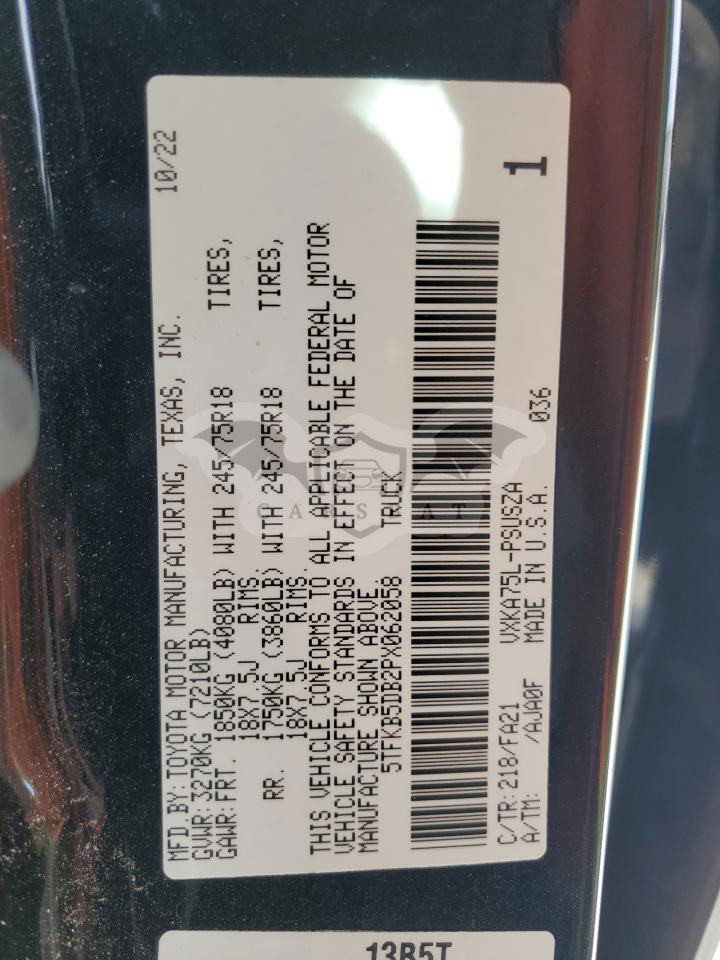 MFD.BY:TOYOTA MOTOR MANUFACTURING, TEXAS, INC. 10/22
GVWR:3270KG (7210LB)
GAWR:FRT. 1850KG (4080LB) WITH 245/75R18 TIRES,
18X7.5J RIMS.
RR. 1750KG (3860LB) WITH 245/75R18 TIRES,
18X7.5J RIMS.
THIS VEHICLE CONFORMS TO ALL APPLICABLE FEDERAL MOTOR
VEHICLE SAFETY STANDARDS IN EFFECT ON THE DATE OF
MANUFACTURE SHOWN ABOVE.
5TFKB5DB2PX062058 TRUCK
1
C/TR:218/FA21 VXKA75L-PSUSZA
A/TM: /AJA0F MADE IN U.S.A. 036
13B5T